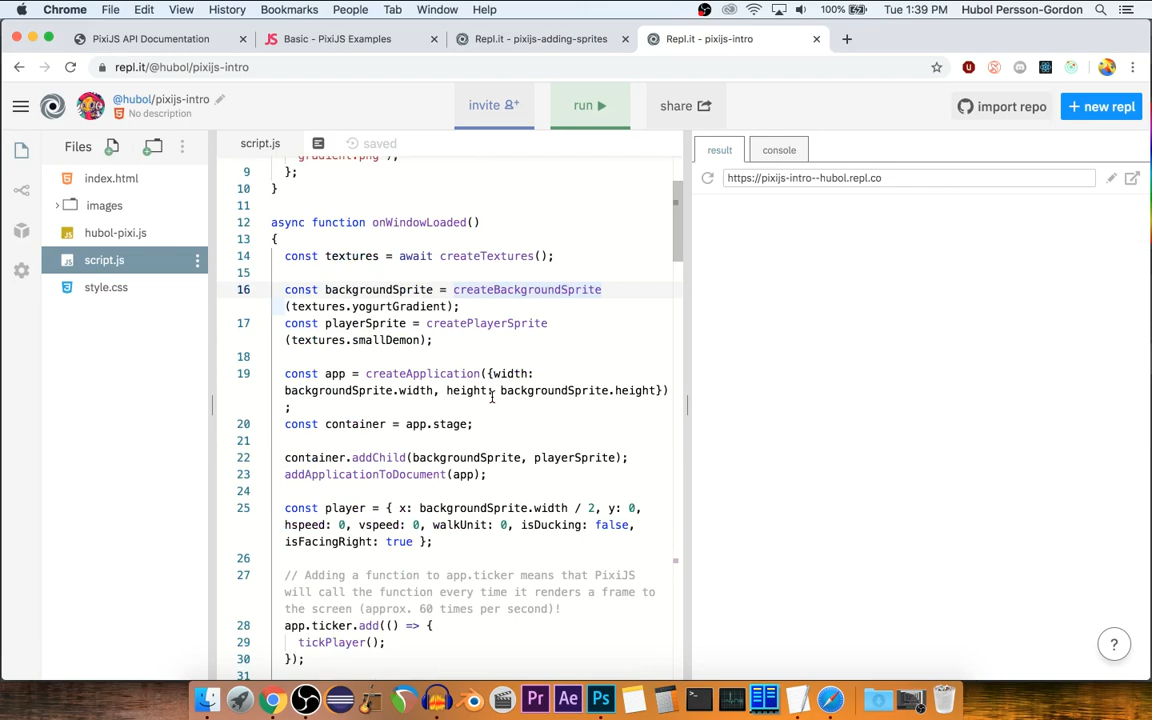 Chrome File Edit View History Bookmarks People Tab Window Help 100% Tue 1:39 PM Hubol Persson-Gordon
PixiJS API Documentation Basic - PixiJS Examples Repl.it - pixijs-adding-sprites Repl.it - pixijs-intro
repl.it/@hubol/pixijs-intro
@hubol/pixijs-intro
No description
invite run share import repo + new repl
Files script.js saved result console
https://pixijs-intro--hubol.repl.co
index.html
images
hubol-pixi.js
script.js
style.css
gradient.png");
9 };
10 }
11
12 async function onWindowLoaded()
13 {
14 const textures = await createTextures();
15
16 const backgroundSprite = createBackgroundSprite
(textures.yogurtGradient);
17 const playerSprite = createPlayerSprite
(textures.smallDemon);
18
19 const app = createApplication({width:
backgroundSprite.width, height: backgroundSprite.height})
;
20 const container = app.stage;
21
22 container.addChild(backgroundSprite, playerSprite);
23 addApplicationToDocument(app);
24
25 const player = { x: backgroundSprite.width / 2, y: 0,
hspeed: 0, vspeed: 0, walkUnit: 0, isDucking: false,
isFacingRight: true };
26
27 // Adding a function to app.ticker means that PixiJS
will call the function every time it renders a frame to
the screen (approx. 60 times per second)!
28 app.ticker.add(() => {
29 tickPlayer();
30 });
31
?
Pr Ae Ps